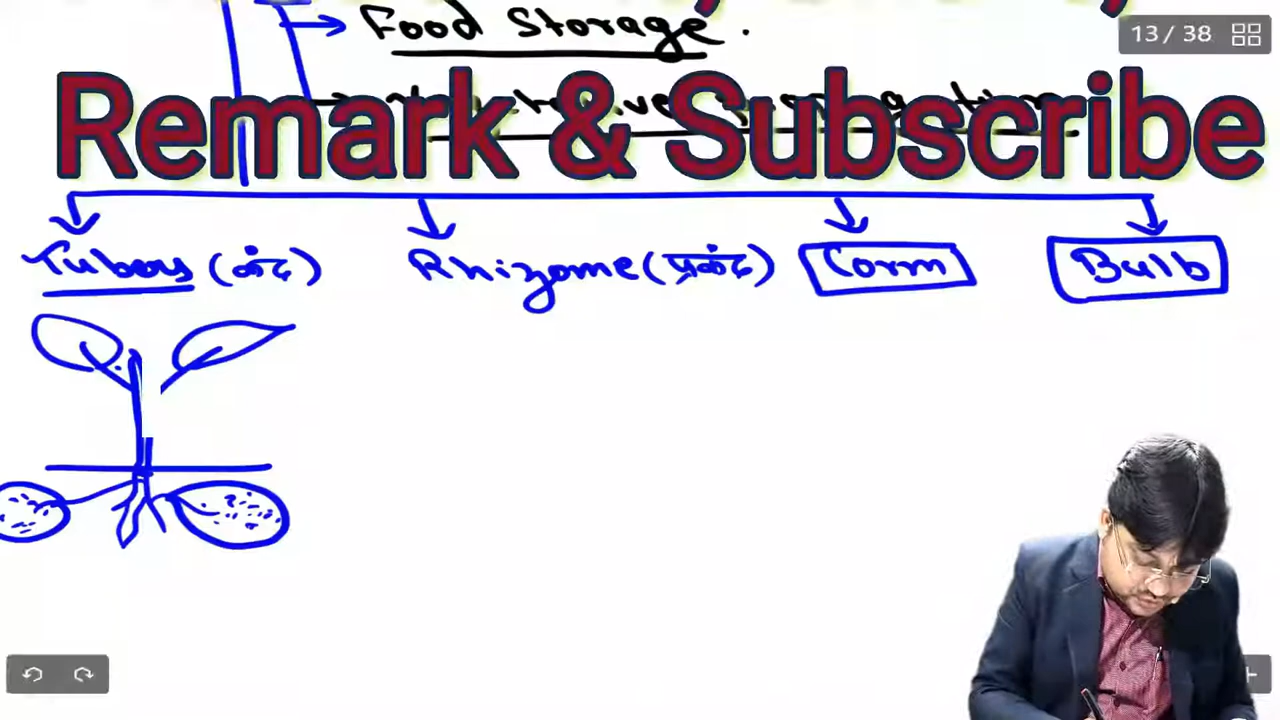 Food Storage.
13 / 38
Remark & Subscribe
Tubers (कंद) Rhizome (प्रकंद) Corm Bulb